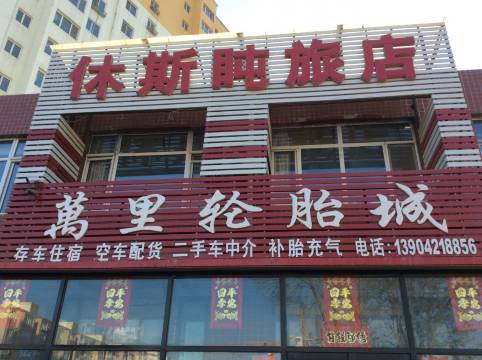 休斯盹旅店
萬里轮胎城
存车住宿 空车配货 二手车中介 补胎充气 电话:13904218856